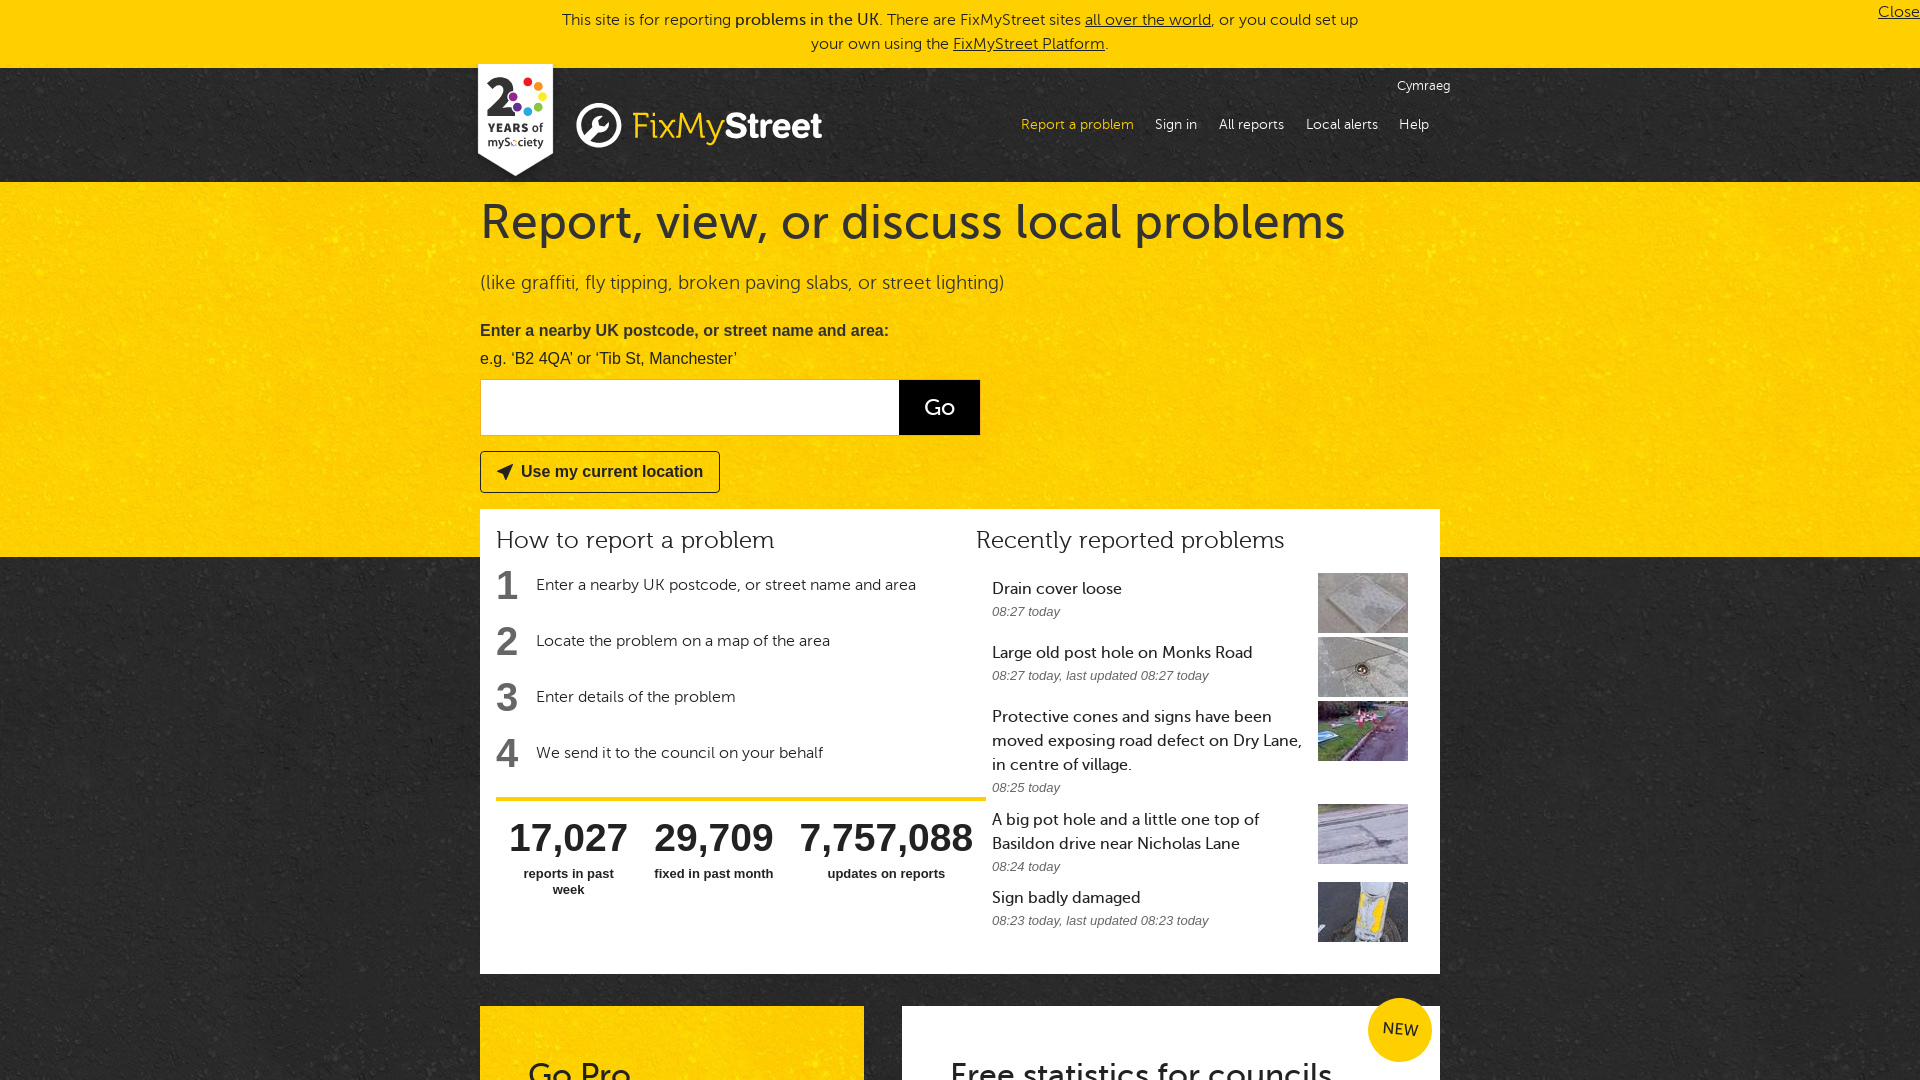 This site is for reporting problems in the UK. There are FixMyStreet sites all over the world, or you could set up
your own using the FixMyStreet Platform.
Close
20
YEARS of
mySociety
FixMyStreet
Cymraeg
Report a problem
Sign in
All reports
Local alerts
Help
Report, view, or discuss local problems
(like graffiti, fly tipping, broken paving slabs, or street lighting)
Enter a nearby UK postcode, or street name and area:
e.g. ‘B2 4QA’ or ‘Tib St, Manchester’
Go
Use my current location
How to report a problem
1 Enter a nearby UK postcode, or street name and area
2 Locate the problem on a map of the area
3 Enter details of the problem
4 We send it to the council on your behalf
17,027
reports in past
week
29,709
fixed in past month
7,757,088
updates on reports
Recently reported problems
Drain cover loose
08:27 today
Large old post hole on Monks Road
08:27 today, last updated 08:27 today
Protective cones and signs have been
moved exposing road defect on Dry Lane,
in centre of village.
08:25 today
A big pot hole and a little one top of
Basildon drive near Nicholas Lane
08:24 today
Sign badly damaged
08:23 today, last updated 08:23 today
Go Pro
NEW
Free statistics for councils